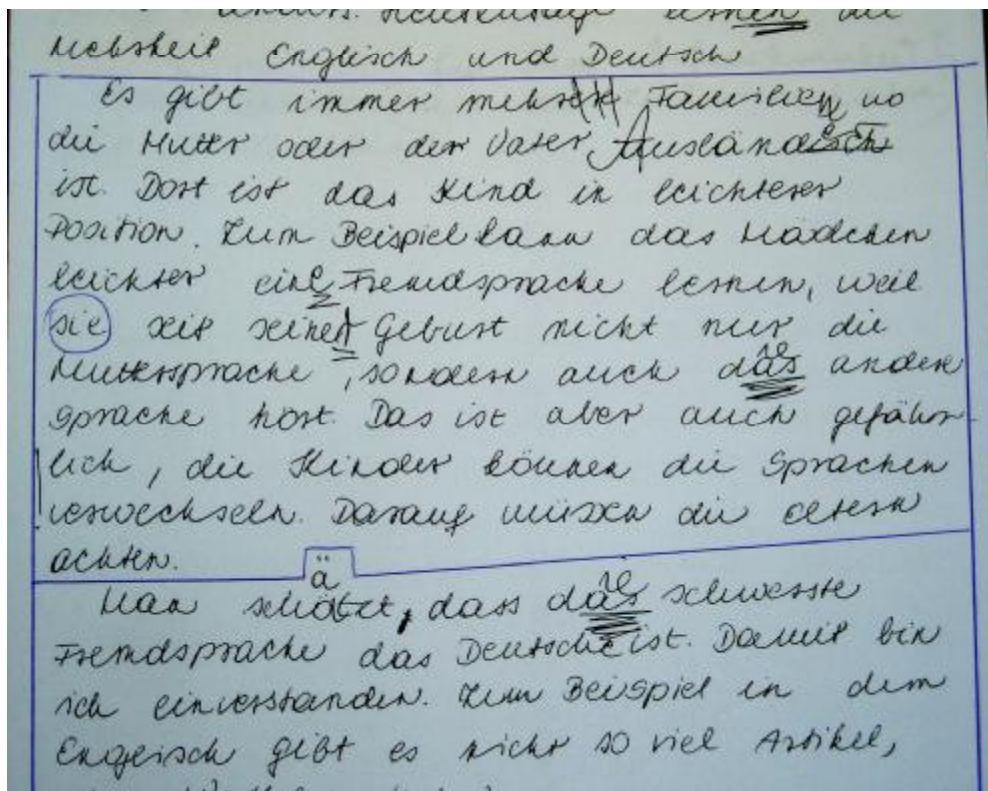 lernen die
Mehrheit Englisch und Deutsch
Es gibt immer mehr Familien, wo
die Mutter oder der Vater Ausländisch
ist. Dort ist das Kind in leichterer
Position. Zum Beispiel kann das Mädchen
leichter eine Fremdsprache lernen, weil
sie seit seiner Geburt nicht nur die
Muttersprache, sondern auch das andere
Sprache hört. Das ist aber auch gefähr-
lich, die Kinder können die Sprachen
verwechseln. Darauf müssen die Eltern
achten.
ä
Man schätzt, dass das schwerste
Fremdsprache das Deutsche ist. Damit bin
ich einverstanden. Zum Beispiel in dem
Englisch gibt es nicht so viel Artikel,